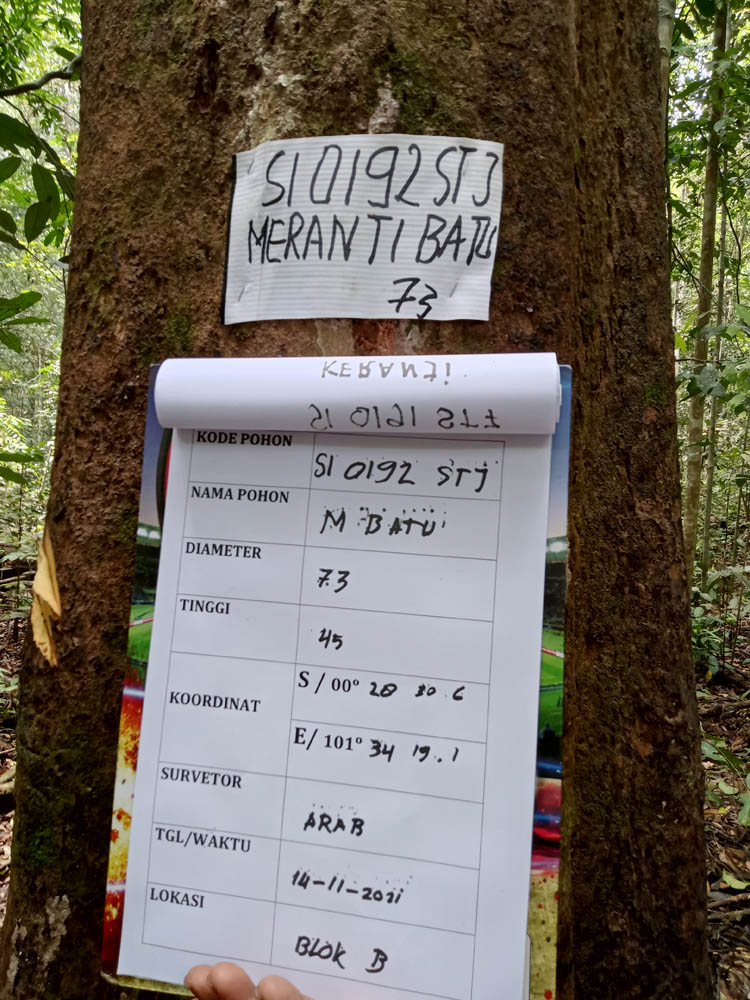 SI 0192 STJ
MERANTI BATU
73
KERANJI
SI 0191 STJ
KODE POHON SI 0192 STJ
NAMA POHON M BATU
DIAMETER 73
TINGGI 45
KOORDINAT S / 00° 28 30.6
E/ 101° 34 19.1
SURVETOR ARAB
TGL/WAKTU 14-11-2021
LOKASI BLOK B